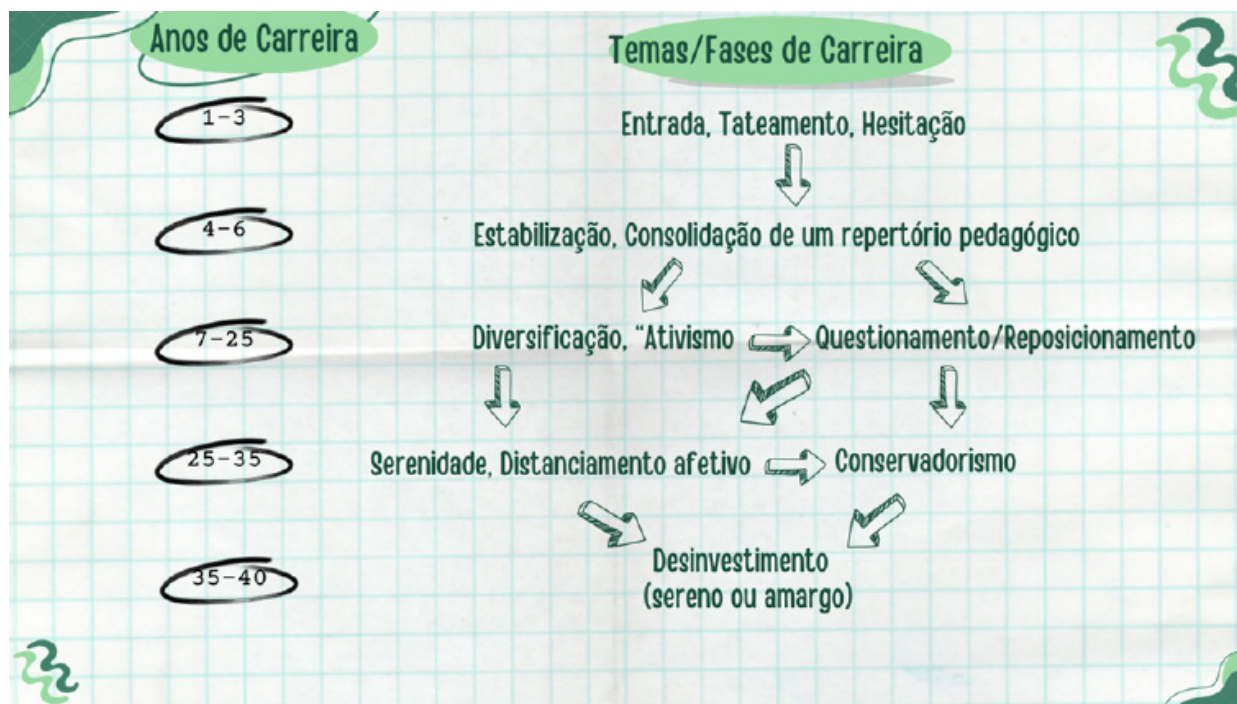 Anos de Carreira
Temas/Fases de Carreira
1-3
Entrada, Tateamento, Hesitação
4-6
Estabilização, Consolidação de um repertório pedagógico
7-25
Diversificação, "Ativismo
Questionamento/Reposicionamento
25-35
Serenidade, Distanciamento afetivo
Conservadorismo
35-40
Desinvestimento
(sereno ou amargo)